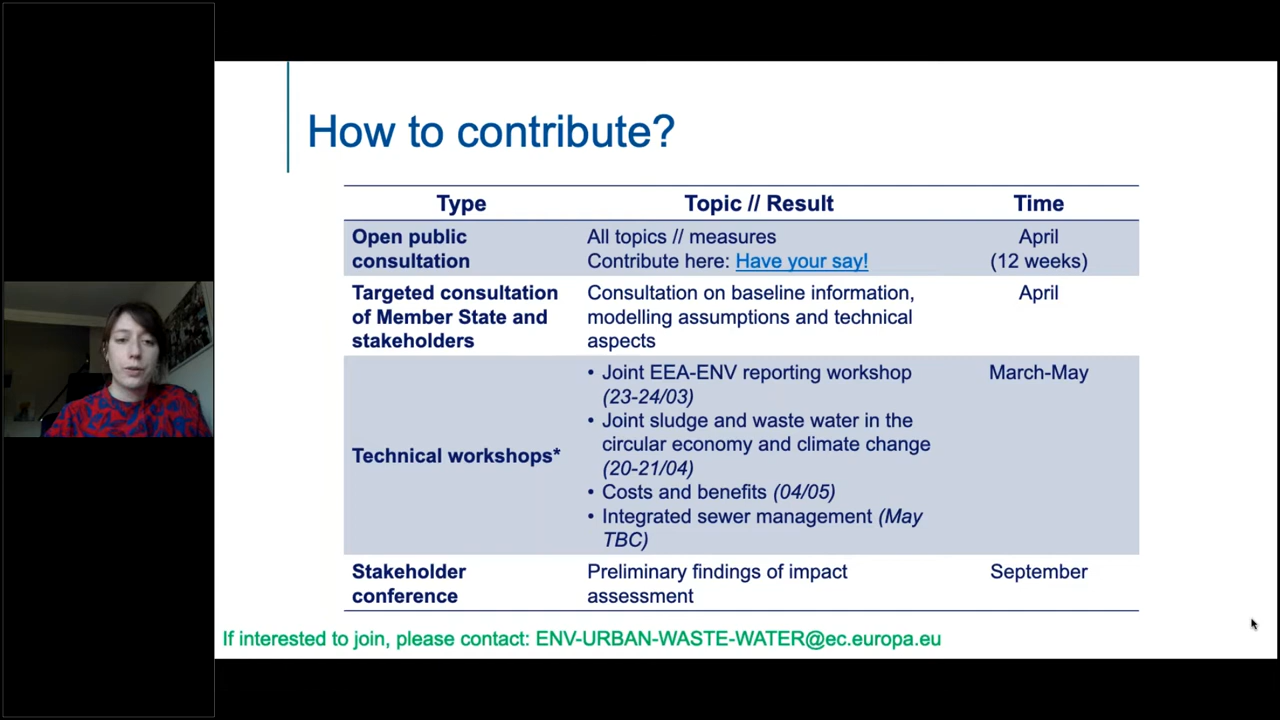 How to contribute?
Type Topic // Result Time
Open public All topics // measures April
consultation Contribute here: Have your say! (12 weeks)
Targeted consultation Consultation on baseline information, April
of Member State and modelling assumptions and technical
stakeholders aspects
• Joint EEA-ENV reporting workshop March-May
(23-24/03)
• Joint sludge and waste water in the
circular economy and climate change
Technical workshops*
(20-21/04)
• Costs and benefits (04/05)
• Integrated sewer management (May
TBC)
Stakeholder Preliminary findings of impact September
conference assessment
If interested to join, please contact: ENV-URBAN-WASTE-WATER@ec.europa.eu